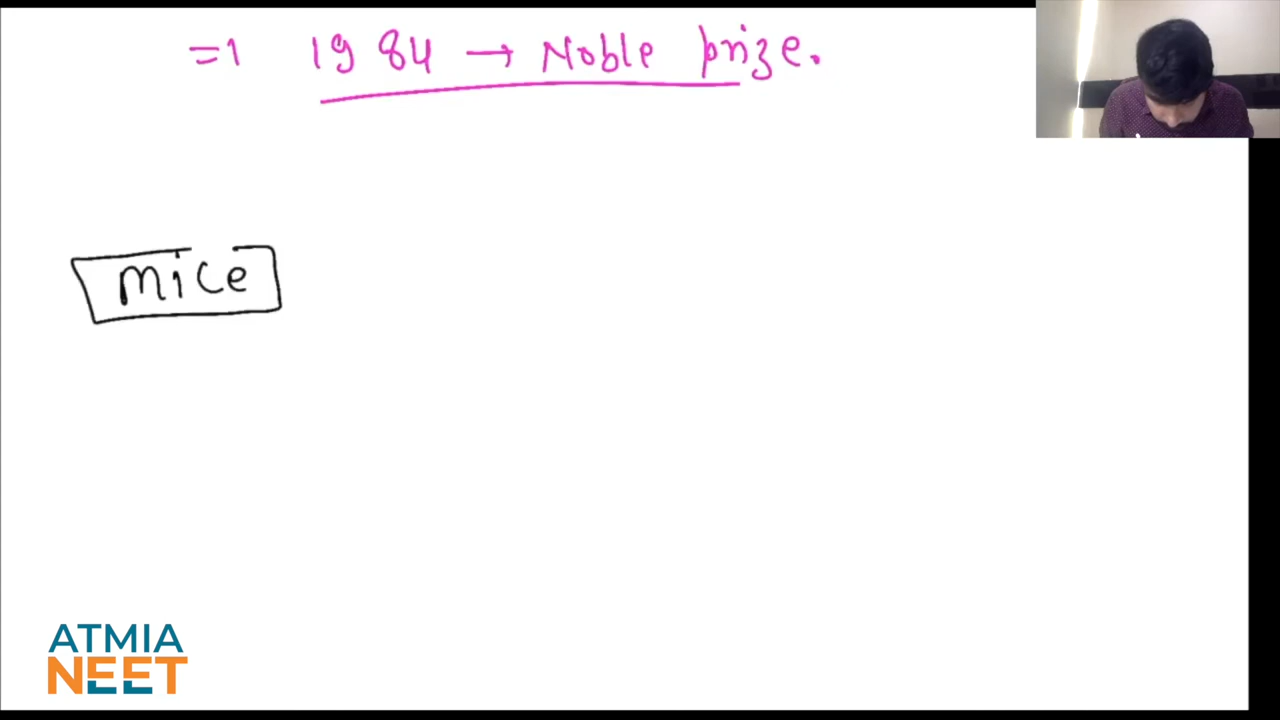 =1 1984 → Noble prize.
mice
ATMIA
NEET